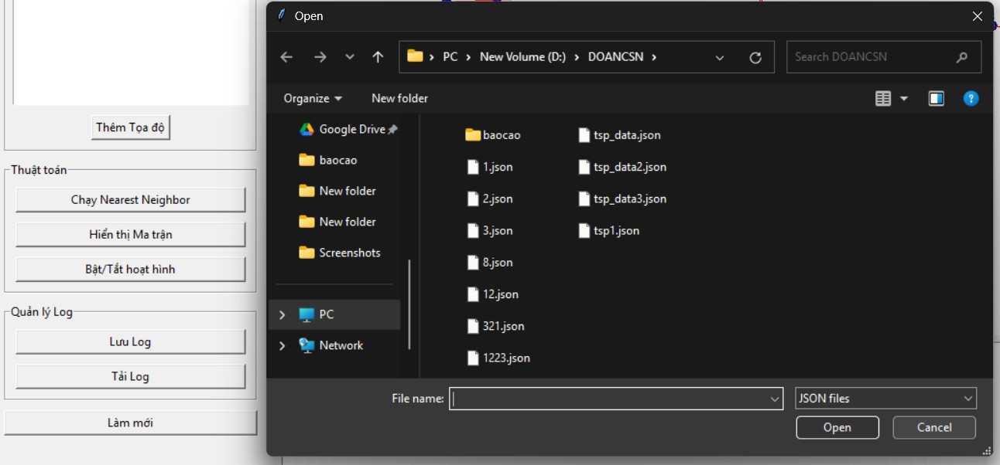 Thêm Tọa độ
Thuật toán
Chạy Nearest Neighbor
Hiển thị Ma trận
Bật/Tắt hoạt hình
Quản lý Log
Lưu Log
Tải Log
Làm mới
Open
PC > New Volume (D:) > DOANCSN >
Search DOANCSN
Organize
New folder
Google Drive
baocao
New folder
New folder
Screenshots
PC
Network
baocao
1.json
2.json
3.json
8.json
12.json
321.json
1223.json
tsp_data.json
tsp_data2.json
tsp_data3.json
tsp1.json
File name:
JSON files
Open
Cancel